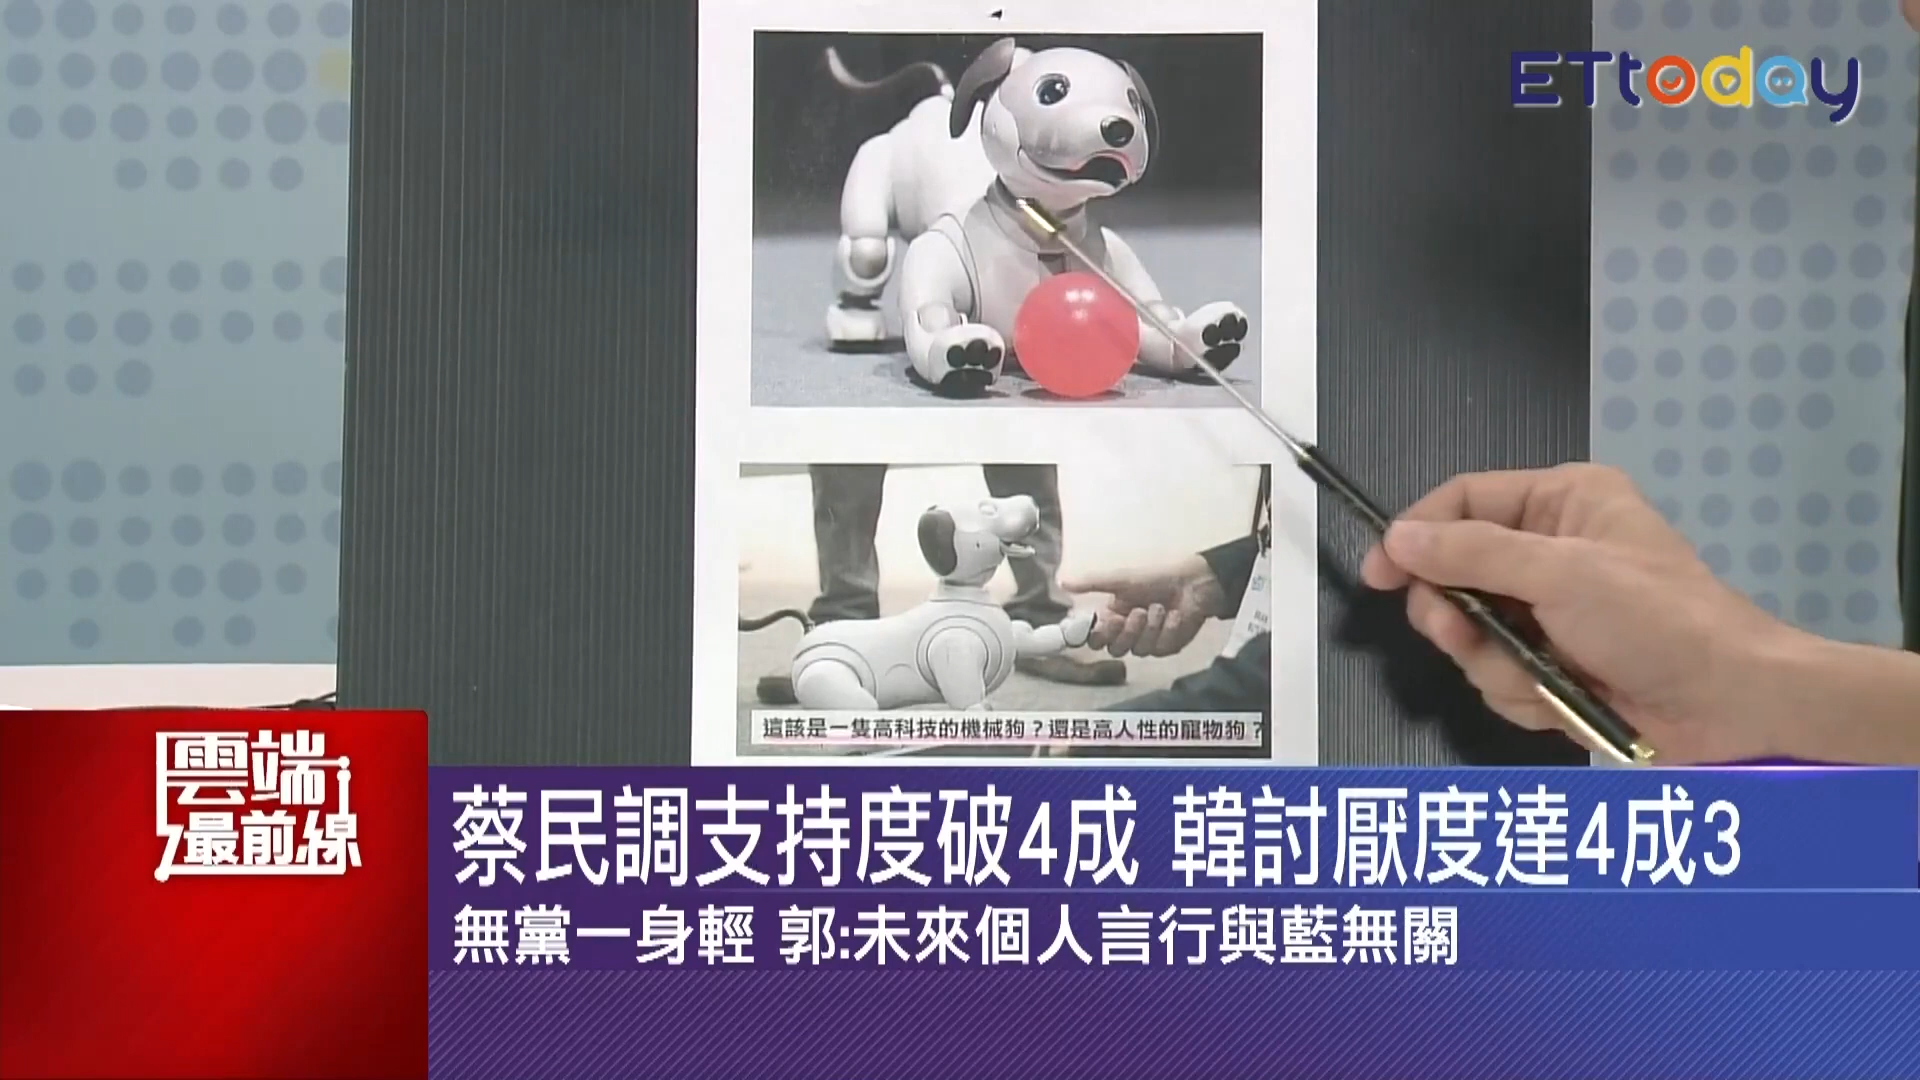 ETtoday
這該是一隻高科技的機械狗？還是高人性的寵物狗？
雲端
最前線
蔡民調支持度破4成 韓討厭度達4成3
無黨一身輕 郭:未來個人言行與藍無關